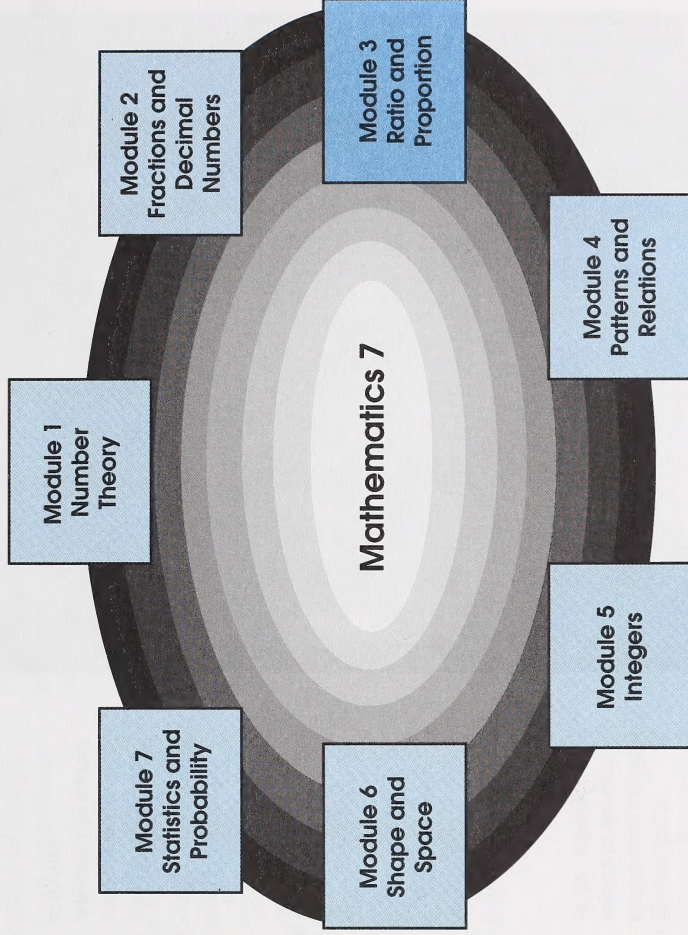 Module 1
Number
Theory
Module 2
Fractions and
Decimal
Numbers
Module 3
Ratio and
Proportion
Module 4
Patterns and
Relations
Module 5
Integers
Module 6
Shape and
Space
Module 7
Statistics and
Probability
Mathematics 7